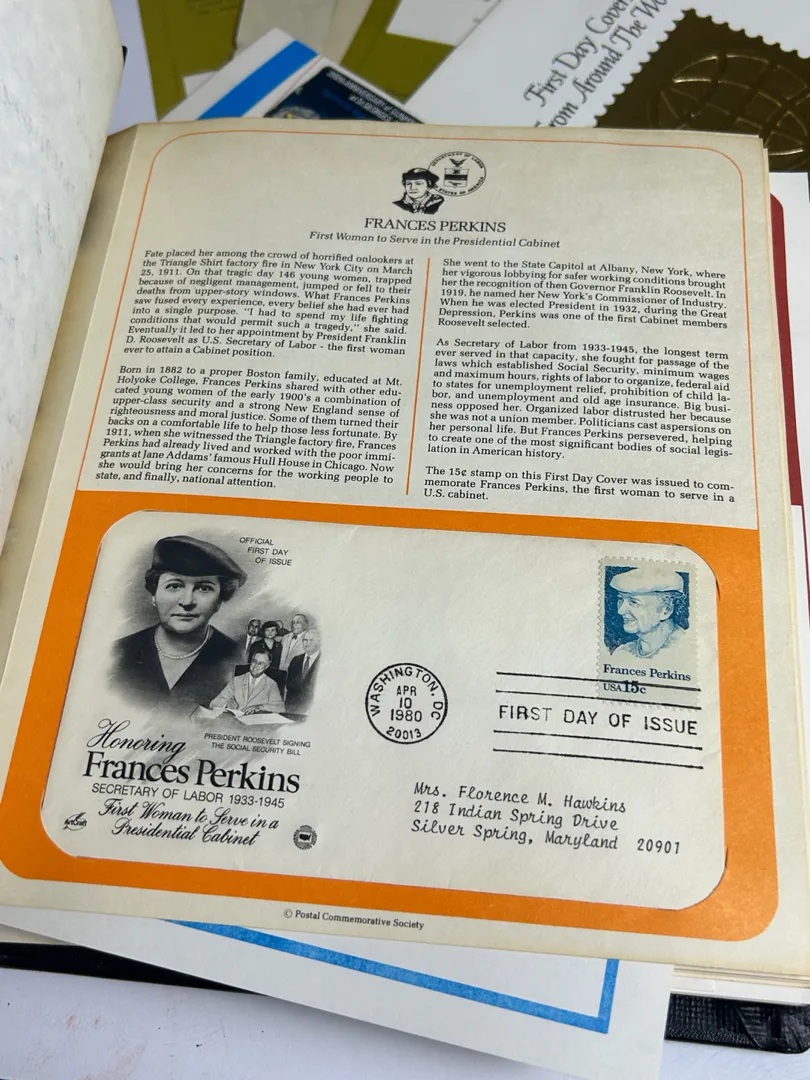 First Day Cove
rom Around The Wo
DEPARTMENT OF LABOR
STATES OF AMERICA
FRANCES PERKINS
First Woman to Serve in the Presidential Cabinet
Fate placed her among the crowd of horrified onlookers at
the Triangle Shirt factory fire in New York City on March
25, 1911. On that tragic day 146 young women, trapped
because of negligent management, jumped or fell to their
deaths from upper-story windows. What Frances Perkins
saw fused every experience, every belief she had ever had
into a single purpose. "I had to spend my life fighting
conditions that would permit such a tragedy," she said.
Eventually it led to her appointment by President Franklin
D. Roosevelt as U.S. Secretary of Labor - the first woman
ever to attain a Cabinet position.
Born in 1882 to a proper Boston family, educated at Mt.
Holyoke College, Frances Perkins shared with other edu-
cated young women of the early 1900's a combination of
upper-class security and a strong New England sense of
righteousness and moral justice. Some of them turned their
backs on a comfortable life to help those less fortunate. By
1911, when she witnessed the Triangle factory fire, Frances
Perkins had already lived and worked with the poor immi-
grants at Jane Addams' famous Hull House in Chicago. Now
she would bring her concerns for the working people to
state, and finally, national attention.
She went to the State Capitol at Albany, New York, where
her vigorous lobbying for safer working conditions brought
her the recognition of then Governor Franklin Roosevelt. In
1919, he named her New York's Commissioner of Industry.
When he was elected President in 1932, during the Great
Depression, Perkins was one of the first Cabinet members
Roosevelt selected.
As Secretary of Labor from 1933-1945, the longest term
ever served in that capacity, she fought for passage of the
laws which established Social Security, minimum wages
and maximum hours, rights of labor to organize, federal aid
to states for unemployment relief, prohibition of child la-
bor, and unemployment and old age insurance. Big busi-
ness opposed her. Organized labor distrusted her because
she was not a union member. Politicians cast aspersions on
her personal life. But Frances Perkins persevered, helping
to create one of the most significant bodies of social legis-
lation in American history.
The 15¢ stamp on this First Day Cover was issued to com-
memorate Frances Perkins, the first woman to serve in a
U.S. cabinet.
OFFICIAL
FIRST DAY
OF ISSUE
Frances Perkins
USA 15c
WASHINGTON, DC
APR
10
1980
20013
FIRST DAY OF ISSUE
PRESIDENT ROOSEVELT SIGNING
THE SOCIAL SECURITY BILL
Honoring
Frances Perkins
SECRETARY OF LABOR 1933-1945
First Woman to Serve in a
Presidential Cabinet
ArtCraft
Mrs. Florence M. Hawkins
218 Indian Spring Drive
Silver Spring, Maryland 20901
© Postal Commemorative Society